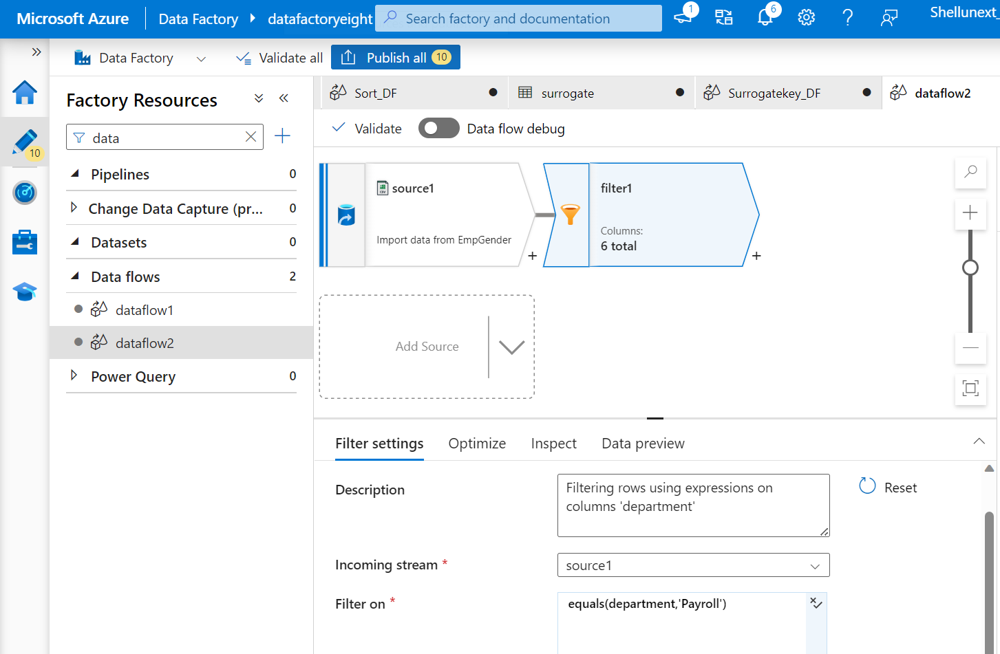 Microsoft Azure
Data Factory
datafactoryeight
Search factory and documentation
1
6
Shellunext_
Data Factory
Validate all
Publish all 10
Factory Resources
data
10
Pipelines 0
Change Data Capture (pr... 0
Datasets 0
Data flows 2
dataflow1
dataflow2
Power Query 0
Sort_DF
surrogate
Surrogatekey_DF
dataflow2
Validate
Data flow debug
CSV
source1
Import data from EmpGender
+
filter1
Columns:
6 total
+
Add Source
Filter settings Optimize Inspect Data preview
Description
Filtering rows using expressions on
columns 'department'
Reset
Incoming stream *
source1
Filter on *
equals(department,'Payroll')